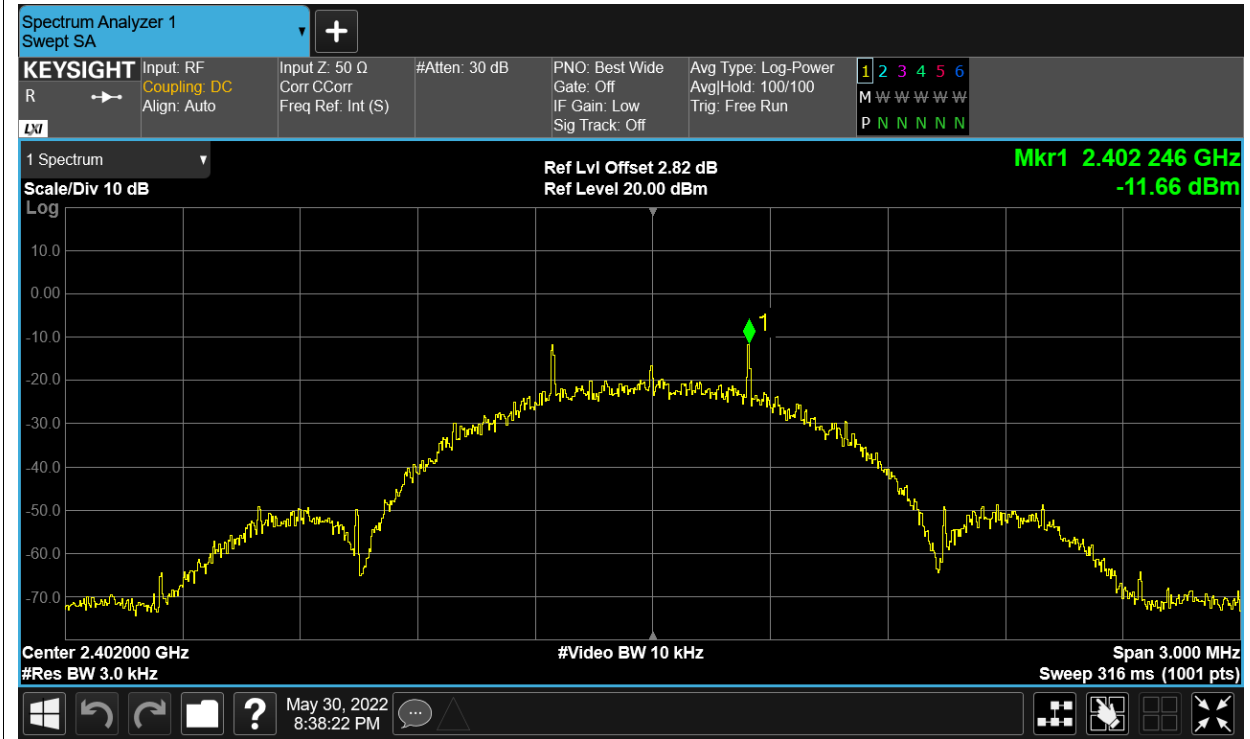 Spectrum Analyzer 1
Swept SA
KEYSIGHT
R
LXI
Input: RF
Coupling: DC
Align: Auto
Input Z: 50 Ω
Corr CCorr
Freq Ref: Int (S)
#Atten: 30 dB
PNO: Best Wide
Gate: Off
IF Gain: Low
Sig Track: Off
Avg Type: Log-Power
Avg|Hold: 100/100
Trig: Free Run
1 2 3 4 5 6
M W W W W W
P N N N N N
1 Spectrum
Scale/Div 10 dB
Log
Ref Lvl Offset 2.82 dB
Ref Level 20.00 dBm
Mkr1 2.402 246 GHz
-11.66 dBm
10.0
0.00
-10.0
-20.0
-30.0
-40.0
-50.0
-60.0
-70.0
1
Center 2.402000 GHz
#Res BW 3.0 kHz
#Video BW 10 kHz
Span 3.000 MHz
Sweep 316 ms (1001 pts)
?
May 30, 2022
8:38:22 PM